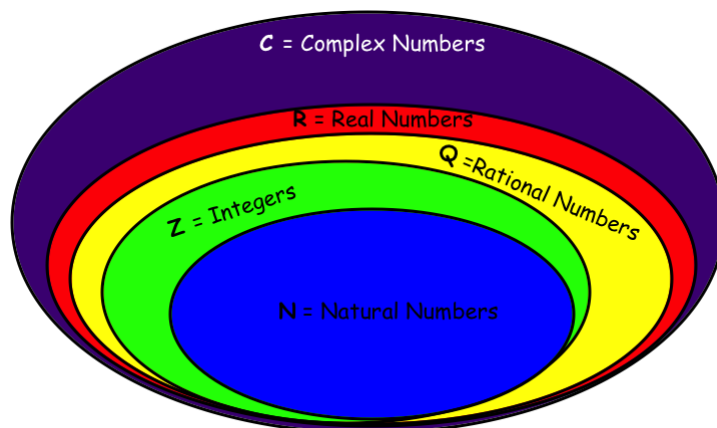 C = Complex Numbers
R = Real Numbers
Q =Rational Numbers
Z = Integers
N = Natural Numbers